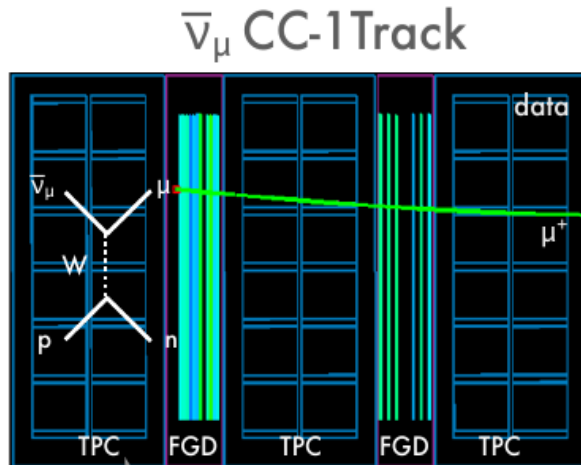 ν̅μ CC-1Track
data
ν̅μ μ
μ+
W
p n
TPC FGD TPC FGD TPC